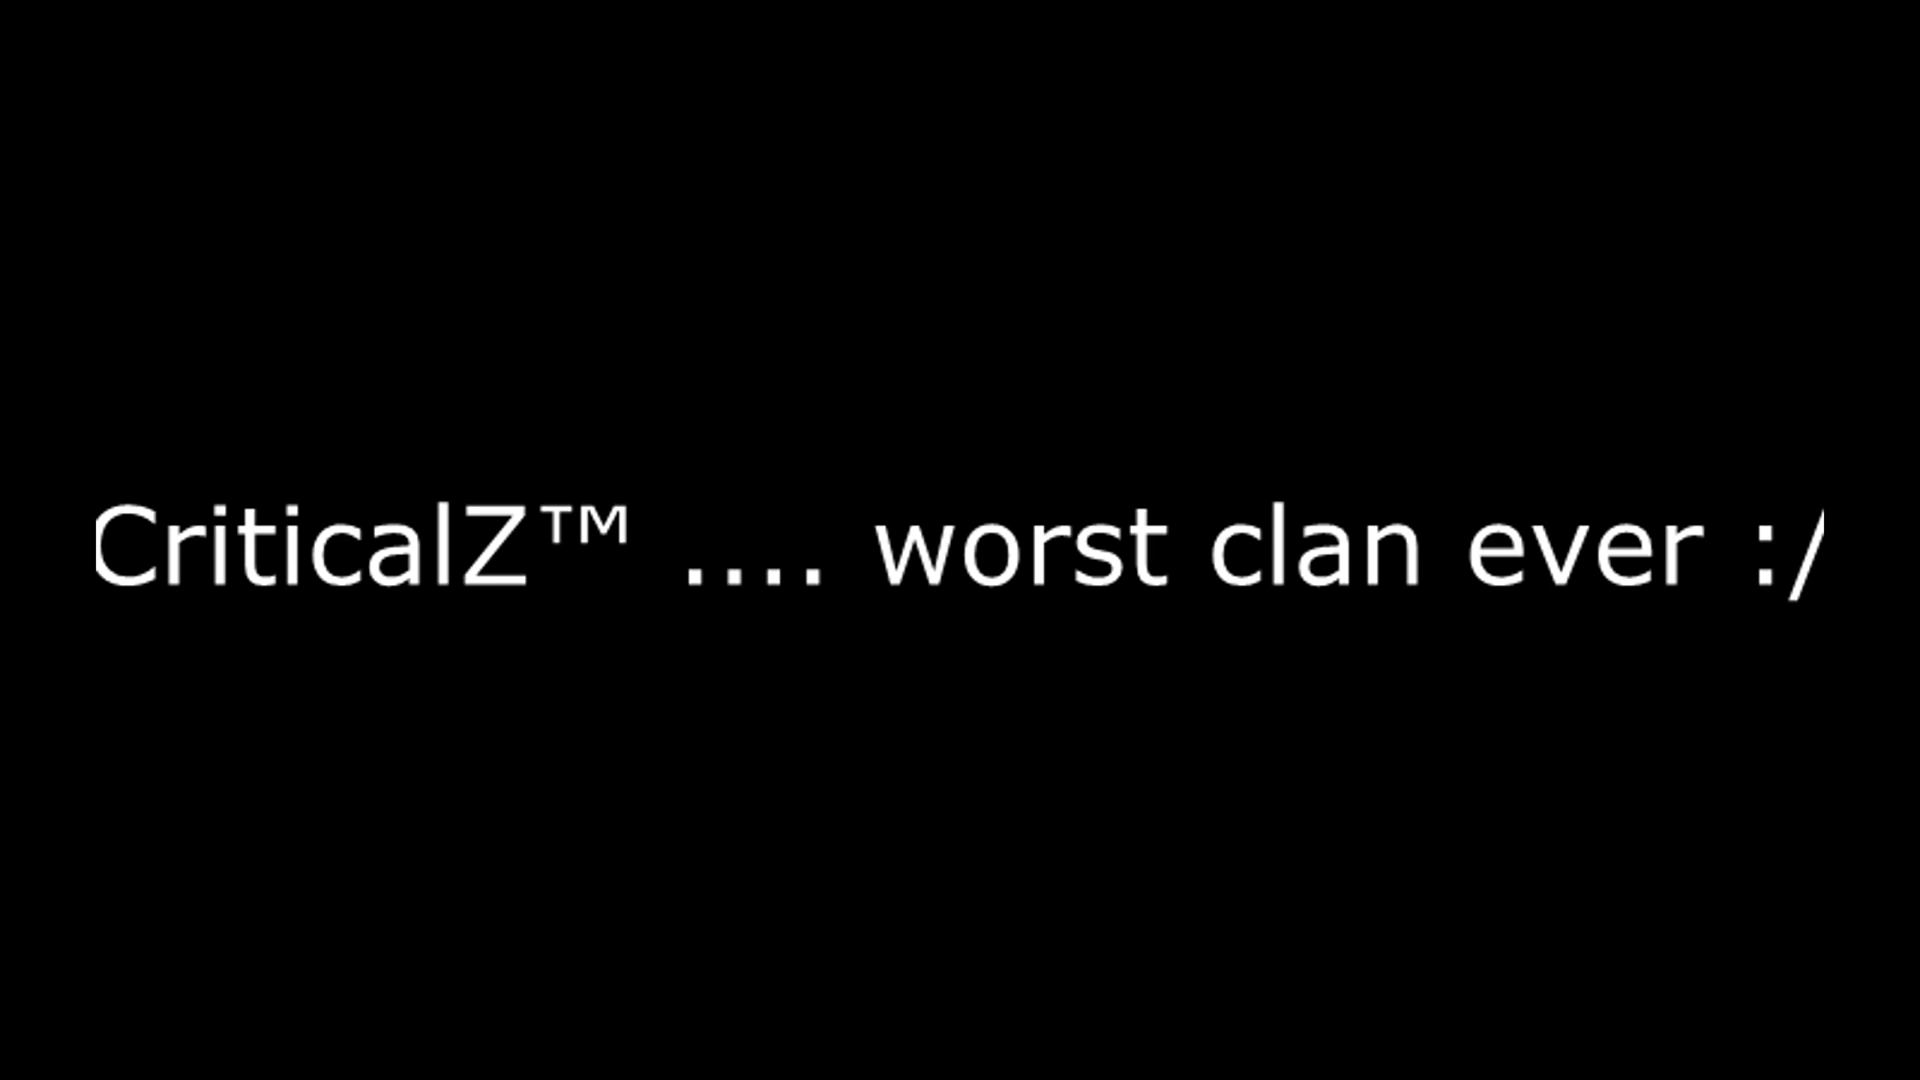 CriticalZ™ .... worst clan ever :/